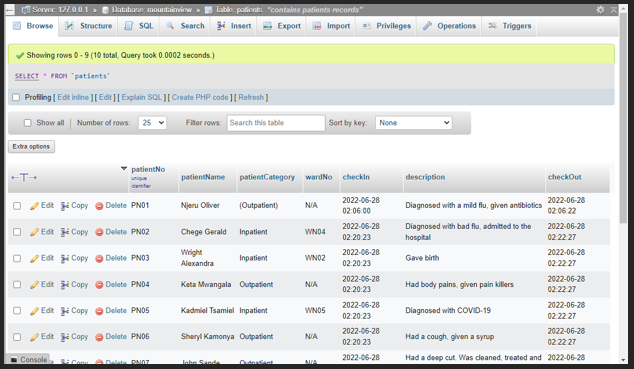 Server: 127.0.0.1 » Database: mountainview » Table: patients "contains patients records"
Browse Structure SQL Search Insert Export Import Privileges Operations Triggers
Showing rows 0 - 9 (10 total, Query took 0.0002 seconds.)
SELECT * FROM `patients`
Profiling [ Edit inline ] [ Edit ] [ Explain SQL ] [ Create PHP code ] [ Refresh ]
Show all | Number of rows: 25 Filter rows: Search this table Sort by key: None
Extra options
←T→ patientNo patientName patientCategory wardNo checkIn description checkOut
unique
identifier
Edit Copy Delete PN01 Njeru Oliver (Outpatient) N/A 2022-06-28 Diagnosed with a mild flu, given antibiotics 2022-06-28
02:06:00 02:06:22
Edit Copy Delete PN02 Chege Gerald Inpatient WN04 2022-06-28 Diagnosed with bad flu, admitted to the 2022-06-28
02:20:23 hospital 02:22:27
Edit Copy Delete PN03 Wright Inpatient WN02 2022-06-28 Gave birth 2022-06-28
Alexandra 02:20:23 02:22:27
Edit Copy Delete PN04 Keta Mwangala Outpatient N/A 2022-06-28 Had body pains, given pain killers 2022-06-28
02:20:23 02:22:27
Edit Copy Delete PN05 Kadmiel Tsamiel Inpatient WN05 2022-06-28 Diagnosed with COVID-19 2022-06-28
02:20:23 02:22:27
Edit Copy Delete PN06 Sheryl Kamonya Outpatient N/A 2022-06-28 Had a cough, given a syrup 2022-06-28
02:20:23 02:22:27
Console Edit Copy Delete PN07 John Sande Outpatient N/A 2022-06-28 Had a deep cut. Was cleaned, treated and 2022-06-28